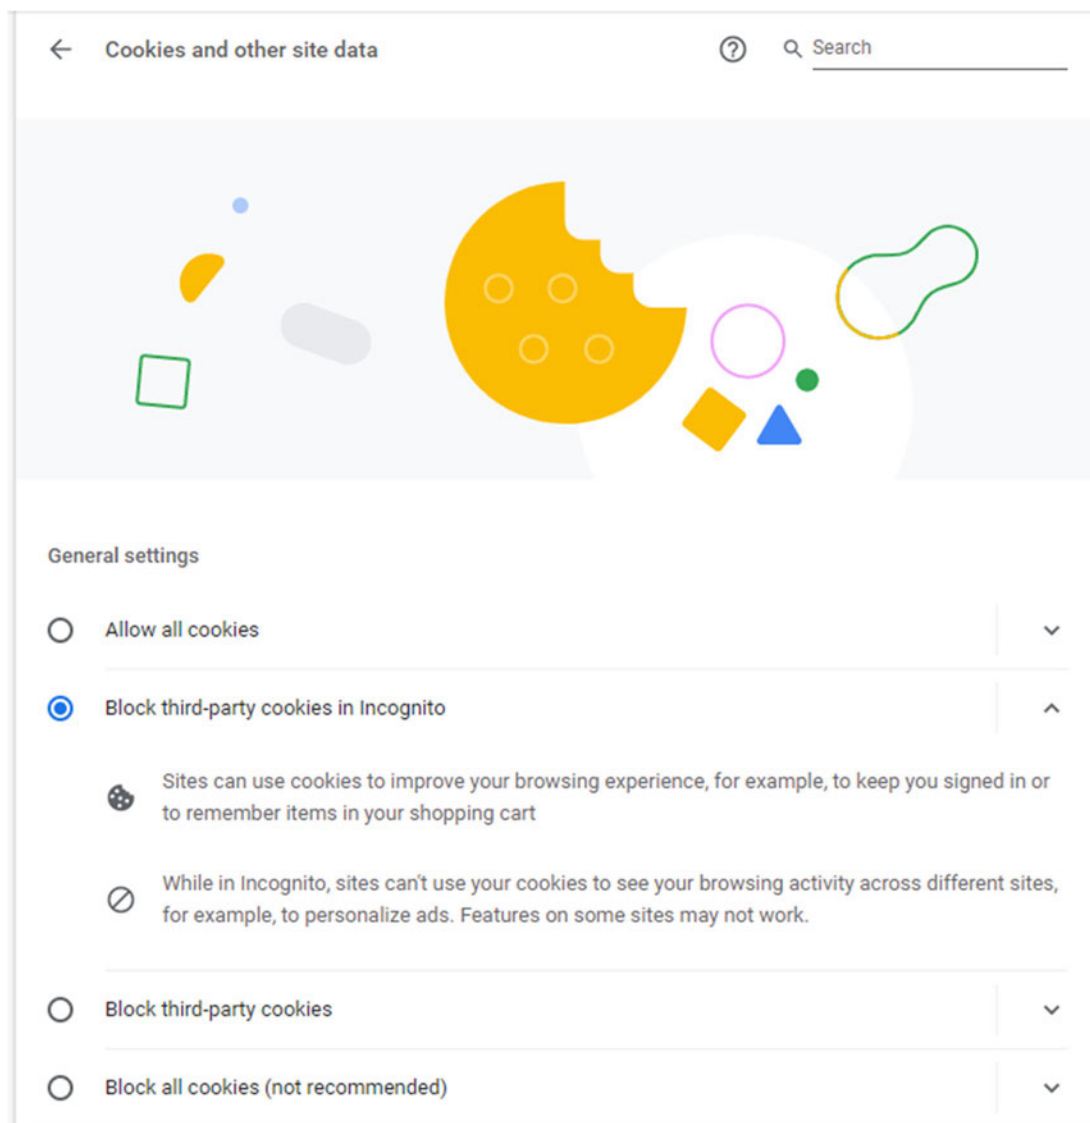 Cookies and other site data
Search
General settings
Allow all cookies
Block third-party cookies in Incognito
Sites can use cookies to improve your browsing experience, for example, to keep you signed in or
to remember items in your shopping cart
While in Incognito, sites can't use your cookies to see your browsing activity across different sites,
for example, to personalize ads. Features on some sites may not work.
Block third-party cookies
Block all cookies (not recommended)